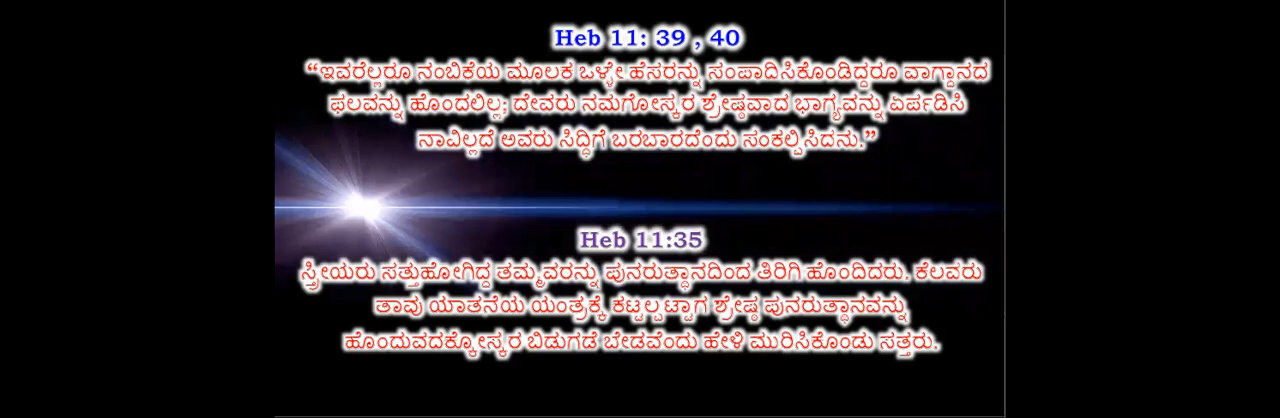 Heb 11: 39 , 40
“ಇವರೆಲ್ಲರೂ ನಂಬಿಕೆಯ ಮೂಲಕ ಒಳ್ಳೇ ಹೆಸರನ್ನು ಸಂಪಾದಿಸಿಕೊಂಡಿದ್ದರೂ ವಾಗ್ದಾನದ
ಫಲವನ್ನು ಹೊಂದಲಿಲ್ಲ; ದೇವರು ನಮಗೋಸ್ಕರ ಶ್ರೇಷ್ಠವಾದ ಭಾಗ್ಯವನ್ನು ಏರ್ಪಡಿಸಿ
ನಾವಿಲ್ಲದೆ ಅವರು ಸಿದ್ಧಿಗೆ ಬರಬಾರದೆಂದು ಸಂಕಲ್ಪಿಸಿದನು.”
Heb 11:35
ಸ್ತ್ರೀಯರು ಸತ್ತುಹೋಗಿದ್ದ ತಮ್ಮವರನ್ನು ಪುನರುತ್ಥಾನದಿಂದ ತಿರಿಗಿ ಹೊಂದಿದರು. ಕೆಲವರು
ತಾವು ಯಾತನೆಯ ಯಂತ್ರಕ್ಕೆ ಕಟ್ಟಲ್ಪಟ್ಟಾಗ ಶ್ರೇಷ್ಠ ಪುನರುತ್ಥಾನವನ್ನು
ಹೊಂದುವದಕ್ಕೋಸ್ಕರ ಬಿಡುಗಡೆ ಬೇಡವೆಂದು ಹೇಳಿ ಮುರಿಸಿಕೊಂಡು ಸತ್ತರು.